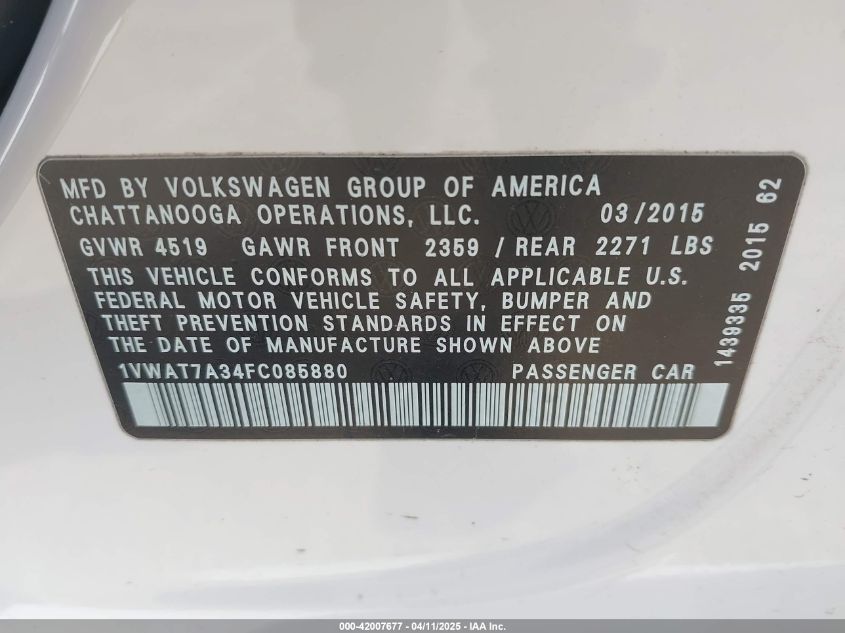 MFD BY VOLKSWAGEN GROUP OF AMERICA
CHATTANOOGA OPERATIONS, LLC. 03/2015
GVWR 4519 GAWR FRONT 2359 / REAR 2271 LBS
THIS VEHICLE CONFORMS TO ALL APPLICABLE U.S.
FEDERAL MOTOR VEHICLE SAFETY, BUMPER AND
THEFT PREVENTION STANDARDS IN EFFECT ON
THE DATE OF MANUFACTURE SHOWN ABOVE
1VWAT7A34FC085880 PASSENGER CAR
1439335 2015 62
000-42007677 - 04/11/2025 - IAA Inc.